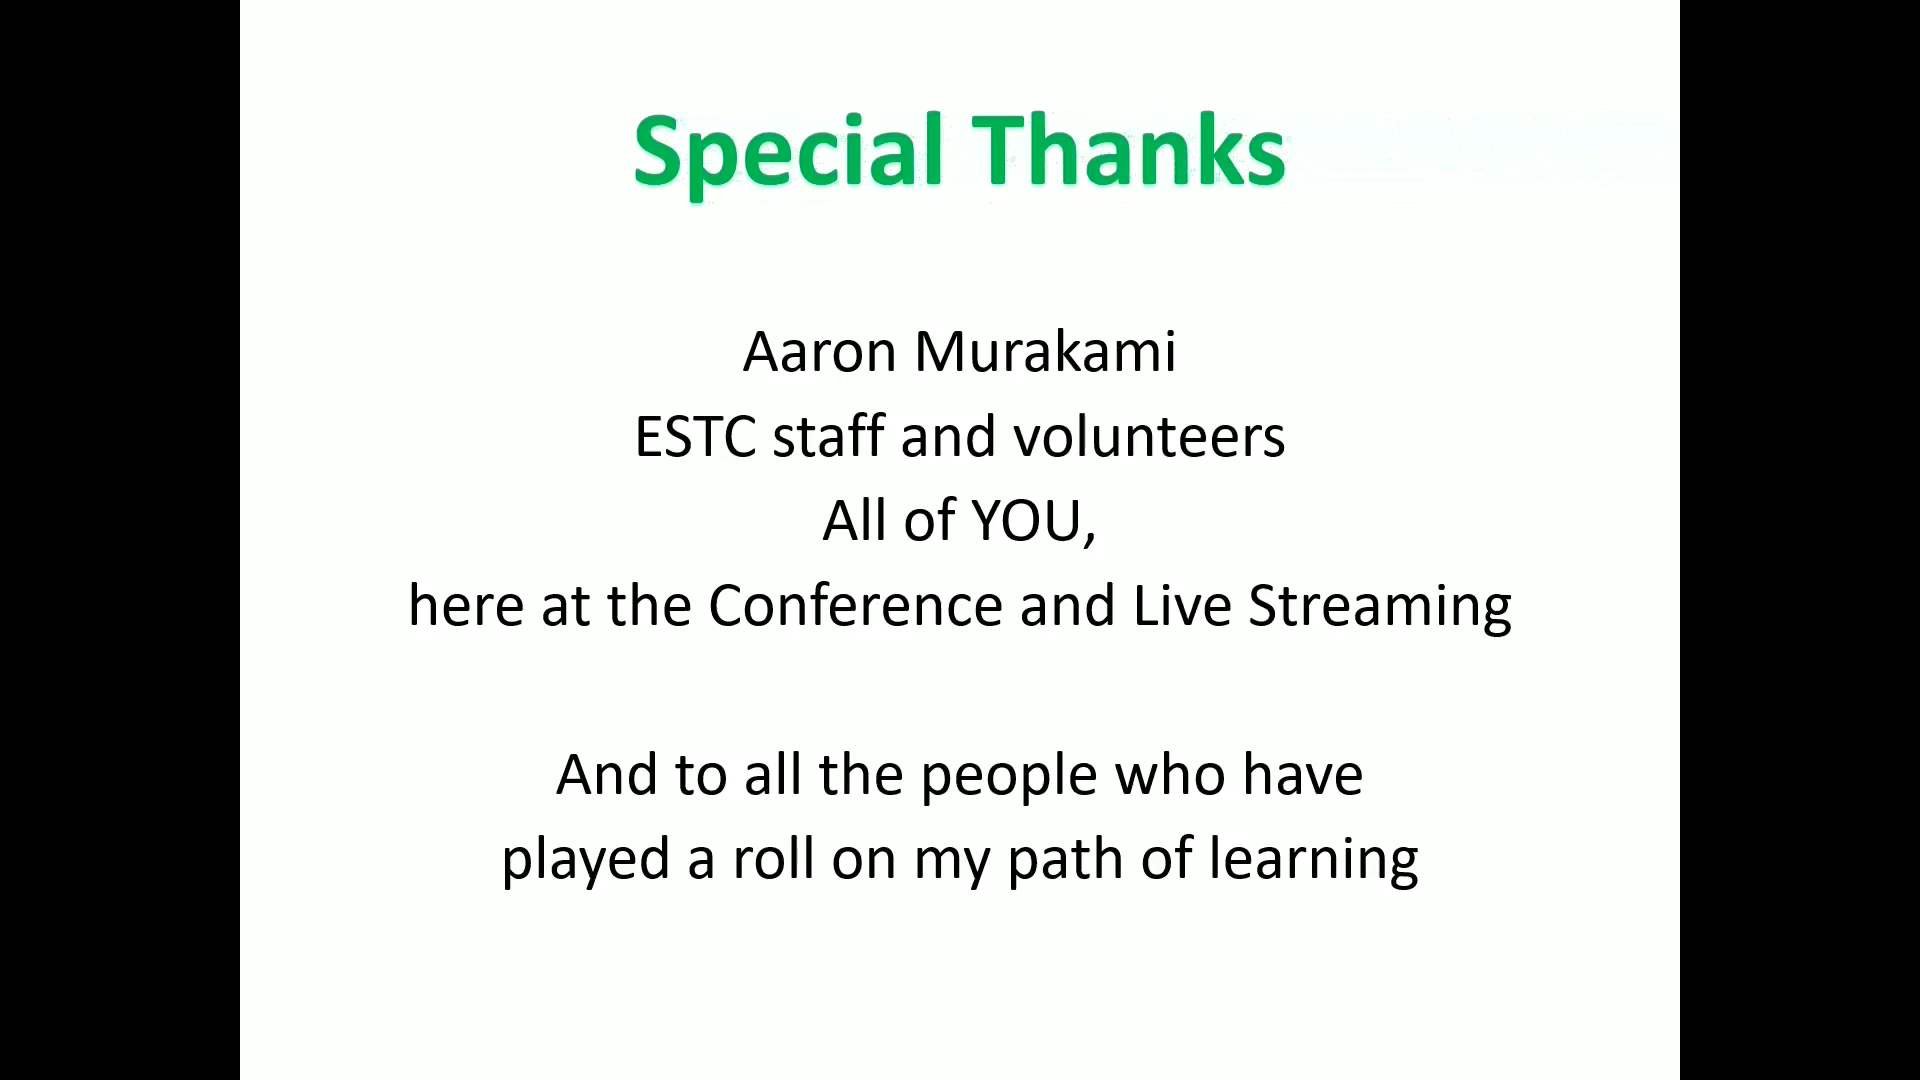 Special Thanks
Aaron Murakami
ESTC staff and volunteers
All of YOU,
here at the Conference and Live Streaming
And to all the people who have
played a roll on my path of learning